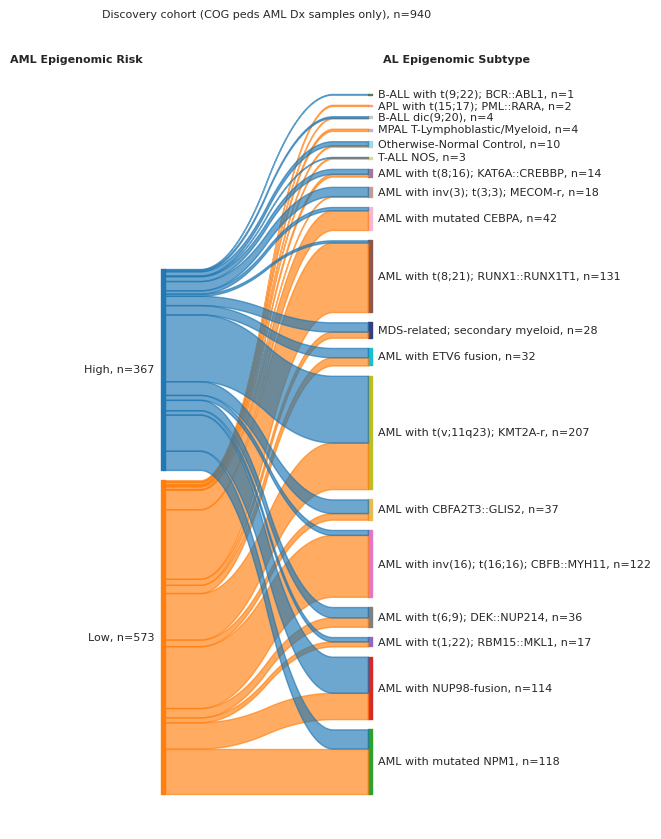 Discovery cohort (COG peds AML Dx samples only), n=940
AML Epigenomic Risk
AL Epigenomic Subtype
B-ALL with t(9;22); BCR::ABL1, n=1
APL with t(15;17); PML::RARA, n=2
B-ALL dic(9;20), n=4
MPAL T-Lymphoblastic/Myeloid, n=4
Otherwise-Normal Control, n=10
T-ALL NOS, n=3
AML with t(8;16); KAT6A::CREBBP, n=14
AML with inv(3); t(3;3); MECOM-r, n=18
AML with mutated CEBPA, n=42
AML with t(8;21); RUNX1::RUNX1T1, n=131
MDS-related; secondary myeloid, n=28
AML with ETV6 fusion, n=32
High, n=367
AML with t(v;11q23); KMT2A-r, n=207
AML with CBFA2T3::GLIS2, n=37
AML with inv(16); t(16;16); CBFB::MYH11, n=122
AML with t(6;9); DEK::NUP214, n=36
Low, n=573
AML with t(1;22); RBM15::MKL1, n=17
AML with NUP98-fusion, n=114
AML with mutated NPM1, n=118